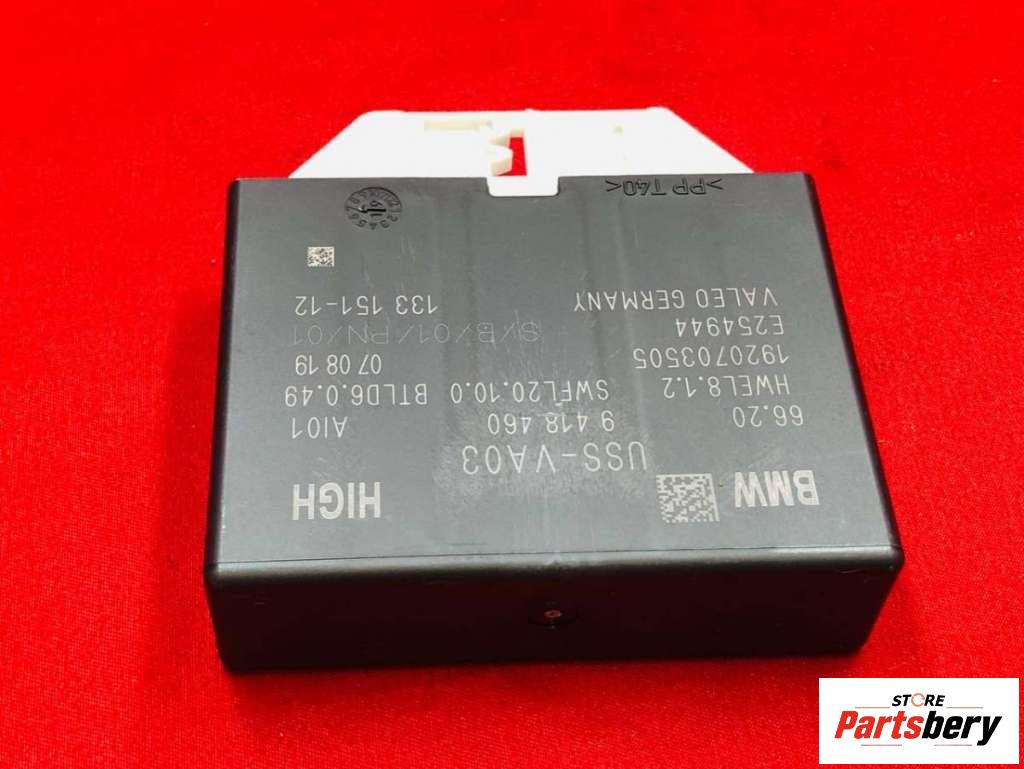 BMW HIGH
USS-VA03
66.20 9 418 460 AI01
HWEL8.1.2 SWFL20.10.0 BTLD6.0.49
1920703505 07 08 19
E254944 S/B/01/PN/01
VALEO GERMANY 133 151-12
>PP T40<
STORE
Partsbery